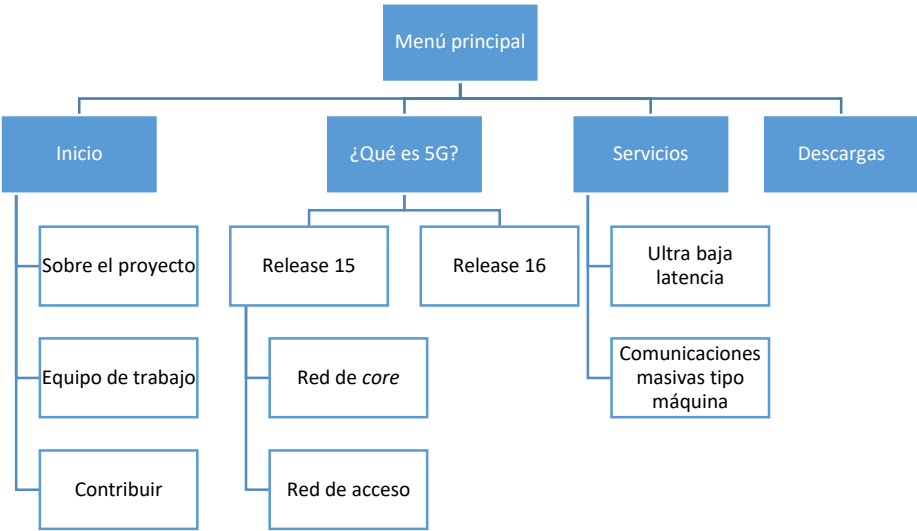 Menú principal
Inicio
¿Qué es 5G?
Servicios
Descargas
Sobre el proyecto
Release 15
Release 16
Ultra baja
latencia
Equipo de trabajo
Red de core
Comunicaciones
masivas tipo
máquina
Contribuir
Red de acceso